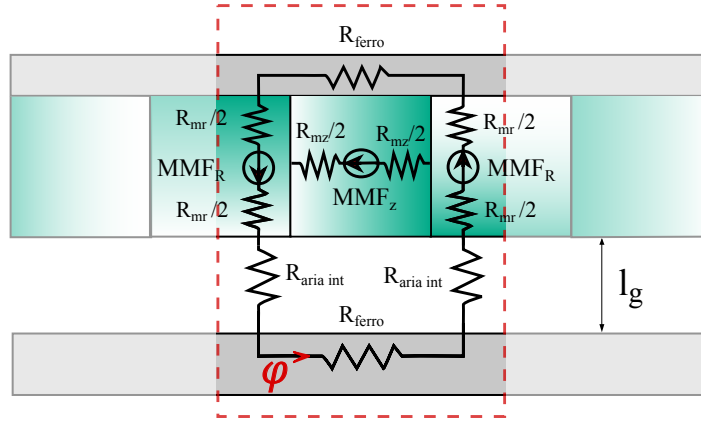 R_ferro
R_mr/2
R_mz/2
R_mz/2
R_mr/2
MMF_R
MMF_z
MMF_R
R_mr/2
R_mr/2
R_aria int
R_aria int
l_g
R_ferro
φ